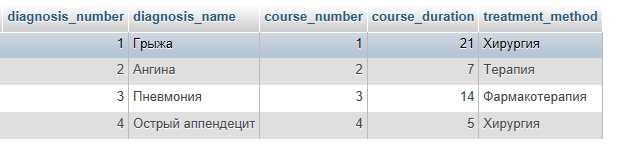 diagnosis_number diagnosis_name course_number course_duration treatment_method
1 Грыжа 1 21 Хирургия
2 Ангина 2 7 Терапия
3 Пневмония 3 14 Фармакотерапия
4 Острый аппендецит 4 5 Хирургия